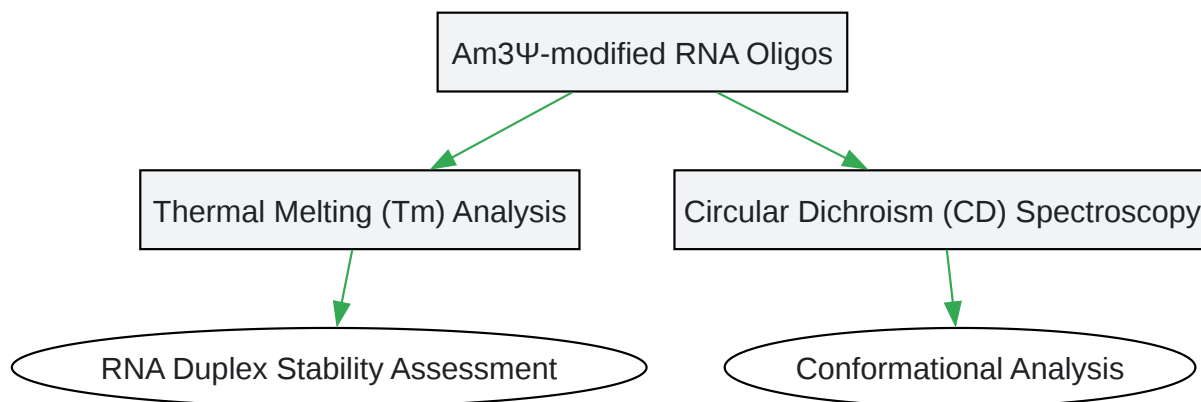 Am3Ψ-modified RNA Oligos
Thermal Melting (Tm) Analysis
Circular Dichroism (CD) Spectroscopy
RNA Duplex Stability Assessment
Conformational Analysis